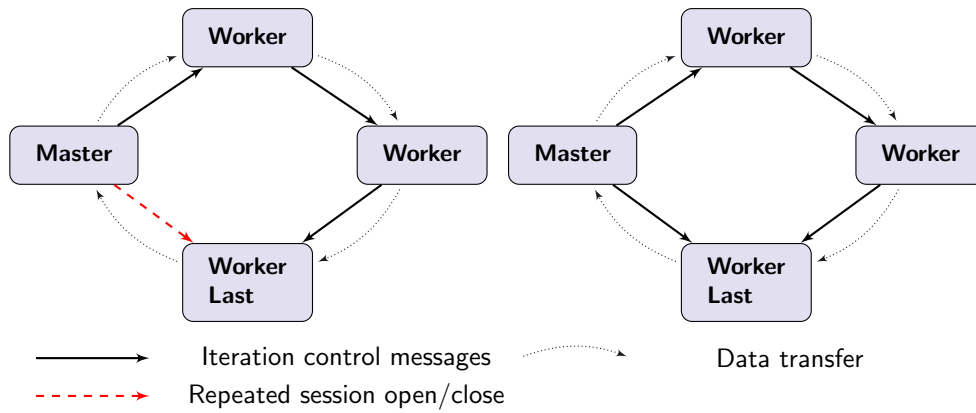 Worker
Worker
Master
Worker
Master
Worker
Worker
Last
Worker
Last
Iteration control messages
Data transfer
Repeated session open/close